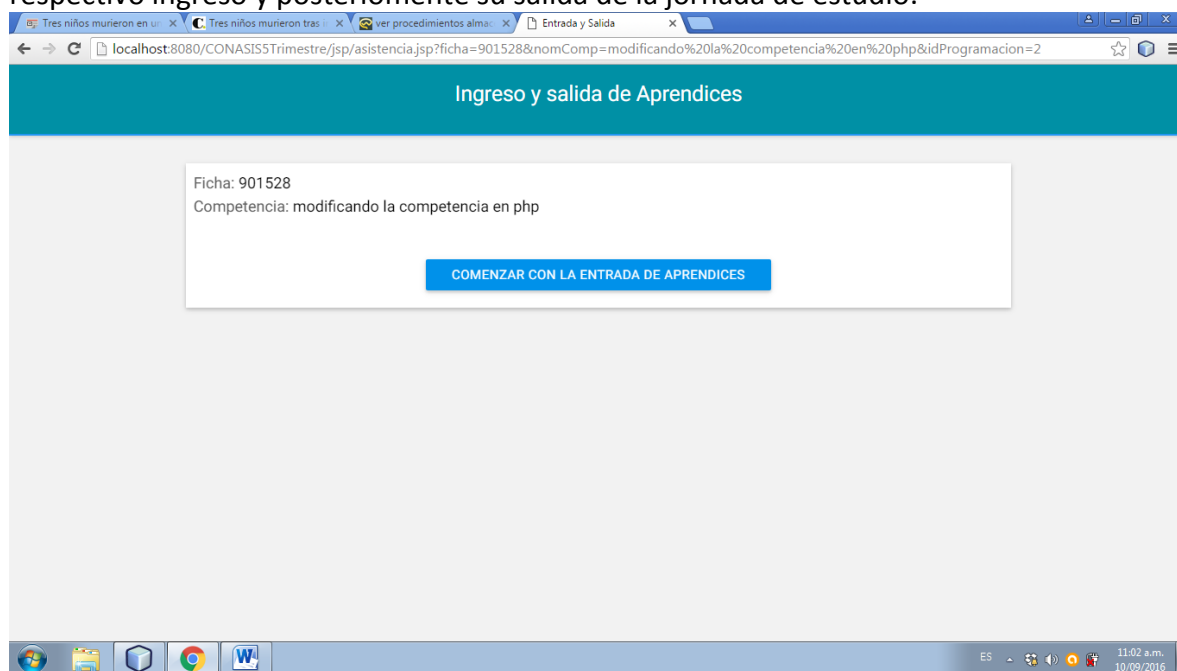 respectivo ingreso y posteriormente su salida de la jornada de estudio.
Tres niños murieron en un
Tres niños murieron tras i
ver procedimientos almac
Entrada y Salida
localhost:8080/CONASIS5Trimestre/jsp/asistencia.jsp?ficha=901528&nomComp=modificando%20la%20competencia%20en%20php&idProgramacion=2
Ingreso y salida de Aprendices
Ficha: 901528
Competencia: modificando la competencia en php
COMENZAR CON LA ENTRADA DE APRENDICES
ES
11:02 a.m.
10/09/2016